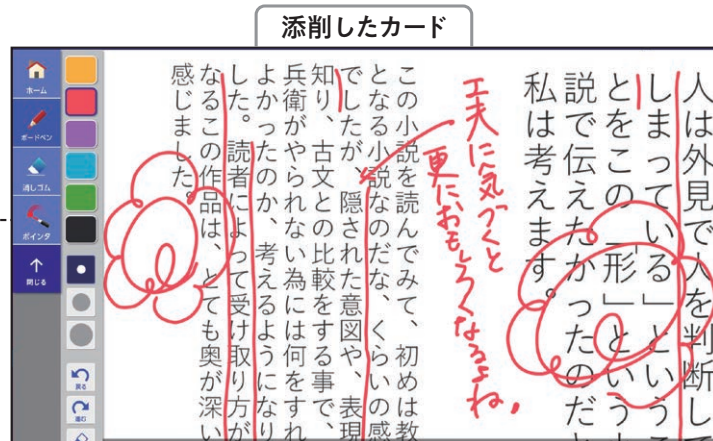 添削したカード
ホーム
ボードペン
消しゴム
ポインタ
閉じる
戻る
進む
人は外見で人を判断して
しまっている」というこ
とをこの「形」という小
説で伝えたかったのだと
私は考えます。
工夫に気づくと
更におもしろくなるよね。
この小説を読んでみて、初めは教
となる小説なのだな、くらいの感
でしたが、隠された意図や、表現
知り、古文との比較をする事で、
兵衛がやられない為には何をすれ
よかったのか、考えるようになり
した。読者によって受け取り方が
なるこの作品は、とても奥が深い
感じました。